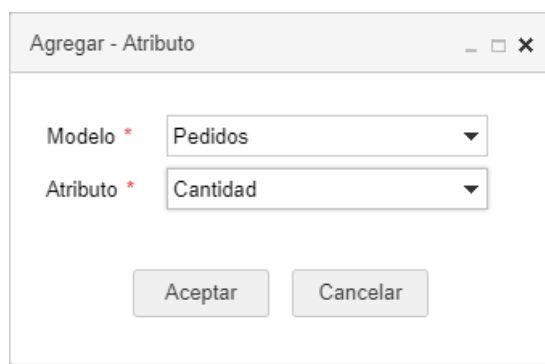 Agregar - Atributo
Modelo * Pedidos
Atributo * Cantidad
Aceptar Cancelar